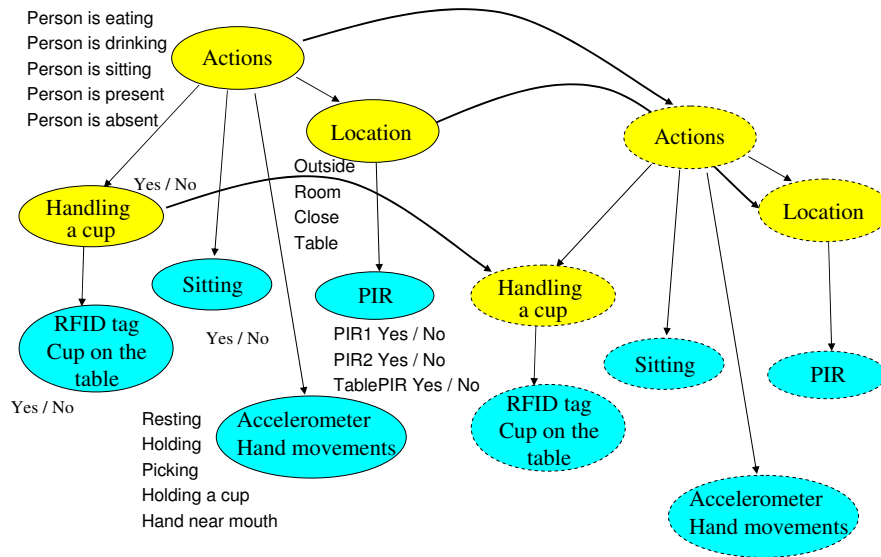 Person is eating
Person is drinking
Person is sitting
Person is present
Person is absent
Actions
Location
Outside
Room
Close
Table
Yes / No
Handling
a cup
Sitting
Yes / No
PIR
PIR1 Yes / No
PIR2 Yes / No
TablePIR Yes / No
RFID tag
Cup on the
table
Yes / No
Resting
Holding
Picking
Holding a cup
Hand near mouth
Accelerometer
Hand movements
Actions
Location
Handling
a cup
Sitting
PIR
RFID tag
Cup on the
table
Accelerometer
Hand movements